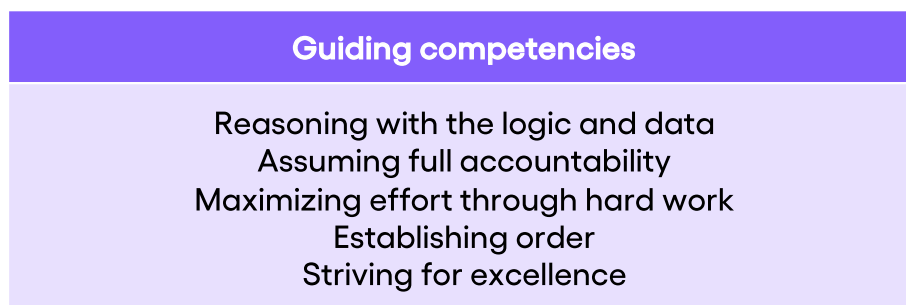 Guiding competencies
Reasoning with the logic and data
Assuming full accountability
Maximizing effort through hard work
Establishing order
Striving for excellence